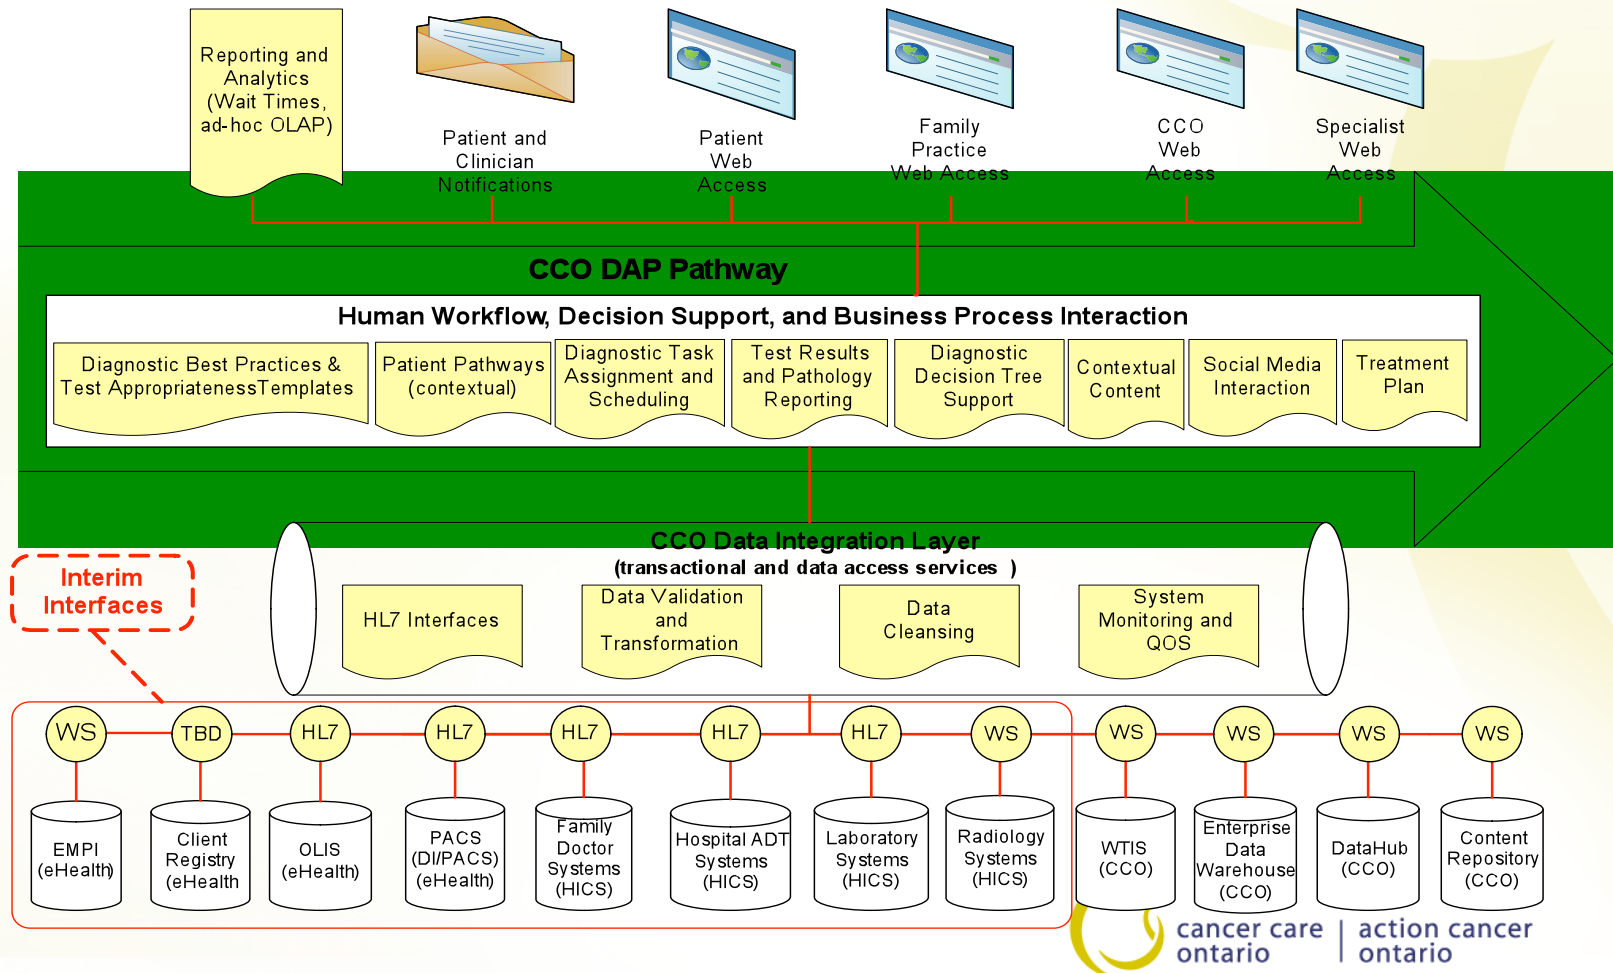 Reporting and
Analytics
(Wait Times,
ad-hoc OLAP)
Patient and
Clinician
Notifications
Patient
Web
Access
Family
Practice
Web Access
CCO
Web
Access
Specialist
Web
Access
CCO DAP Pathway
Human Workflow, Decision Support, and Business Process Interaction
Diagnostic Best Practices &
Test AppropriatenessTemplates
Patient Pathways
(contextual)
Diagnostic Task
Assignment and
Scheduling
Test Results
and Pathology
Reporting
Diagnostic
Decision Tree
Support
Contextual
Content
Social Media
Interaction
Treatment
Plan
CCO Data Integration Layer
(transactional and data access services )
Interim
Interfaces
HL7 Interfaces
Data Validation
and
Transformation
Data
Cleansing
System
Monitoring and
QOS
WS
TBD
HL7
HL7
HL7
HL7
HL7
WS
WS
WS
WS
WS
EMPI
(eHealth)
Client
Registry
(eHealth
OLIS
(eHealth)
PACS
(DI/PACS)
(eHealth)
Family
Doctor
Systems
(HICS)
Hospital ADT
Systems
(HICS)
Laboratory
Systems
(HICS)
Radiology
Systems
(HICS)
WTIS
(CCO)
Enterprise
Data
Warehouse
(CCO)
DataHub
(CCO)
Content
Repository
(CCO)
cancer care
ontario
action cancer
ontario